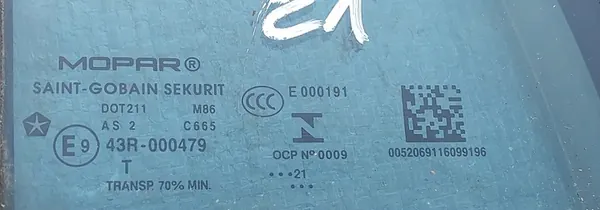 21
MOPAR®
SAINT-GOBAIN SEKURIT
DOT211 M86
AS 2 C665
E9 43R-000479
T
TRANSP. 70% MIN.
CCC E 000191
OCP Nº 0009
•••21
•••
0052069116099196